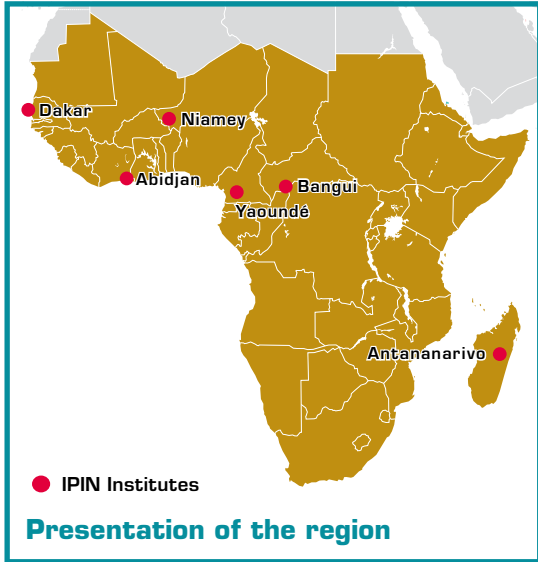 Dakar
Niamey
Abidjan
Bangui
Yaoundé
Antananarivo
IPIN Institutes
Presentation of the region